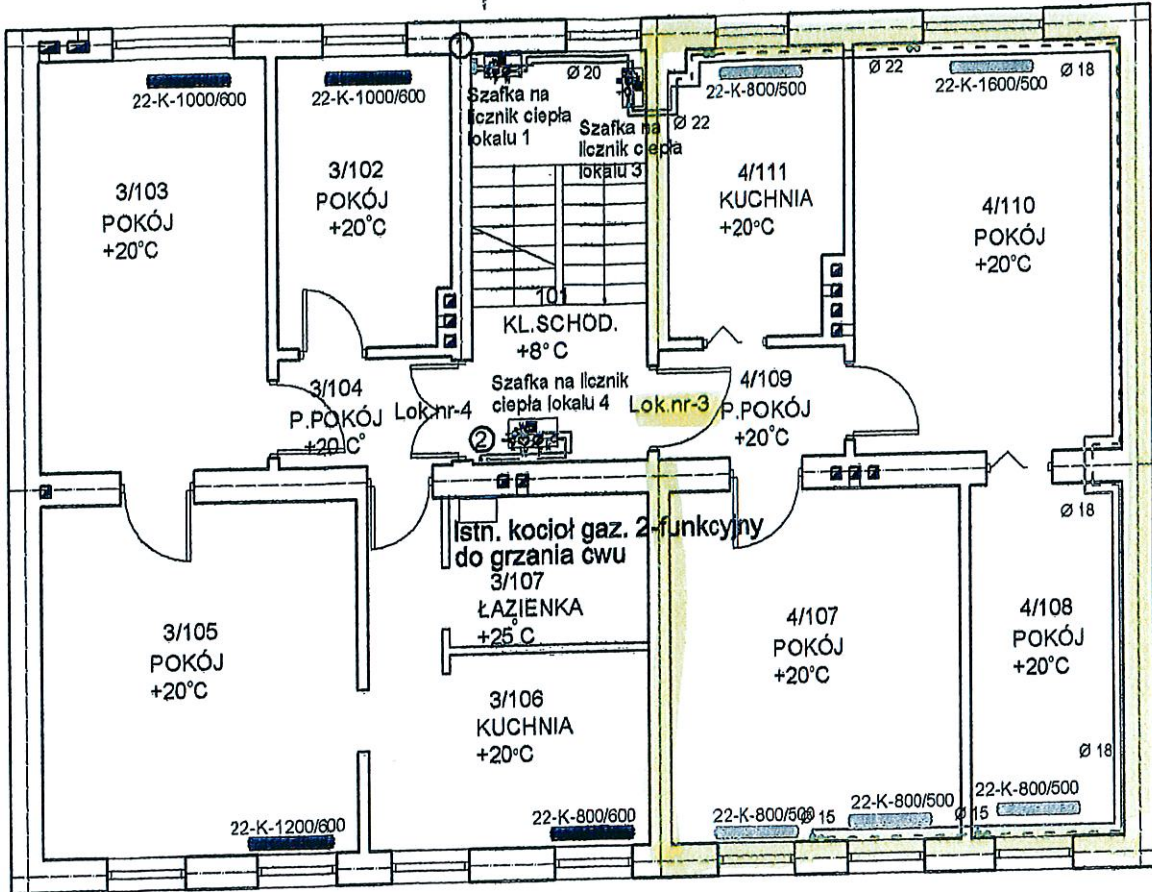 1
22-K-1000/600
22-K-1000/600
Szafka na
licznik ciepła
lokalu 1
Ø 20
Szafka na
licznik ciepła
lokalu 3
Ø 22
22-K-800/500
Ø 22
22-K-1600/500
Ø 18
3/103
POKÓJ
+20°C
3/102
POKÓJ
+20°C
4/111
KUCHNIA
+20°C
4/110
POKÓJ
+20°C
101
KL.SCHOD.
+8°C
3/104
P.POKÓJ
+20°C
Lok.nr-4
Szafka na licznik
ciepła lokalu 4
2
Lok.nr-3
4/109
P.POKÓJ
+20°C
Istn. kocioł gaz. 2-funkcyjny
do grzania cwu
3/107
ŁAZIENKA
+25°C
Ø 18
3/105
POKÓJ
+20°C
3/106
KUCHNIA
+20°C
4/107
POKÓJ
+20°C
4/108
POKÓJ
+20°C
Ø 18
22-K-1200/600
22-K-800/600
22-K-800/500
Ø 15
22-K-800/500
Ø 15
22-K-800/500